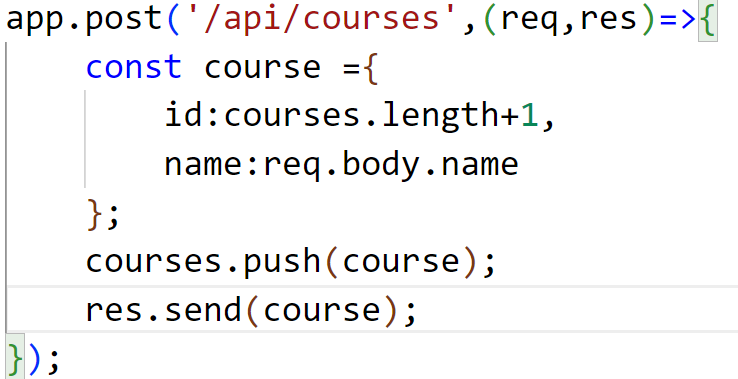 app.post('/api/courses',(req,res)=>{
    const course ={
        id:courses.length+1,
        name:req.body.name
    };
    courses.push(course);
    res.send(course);
});